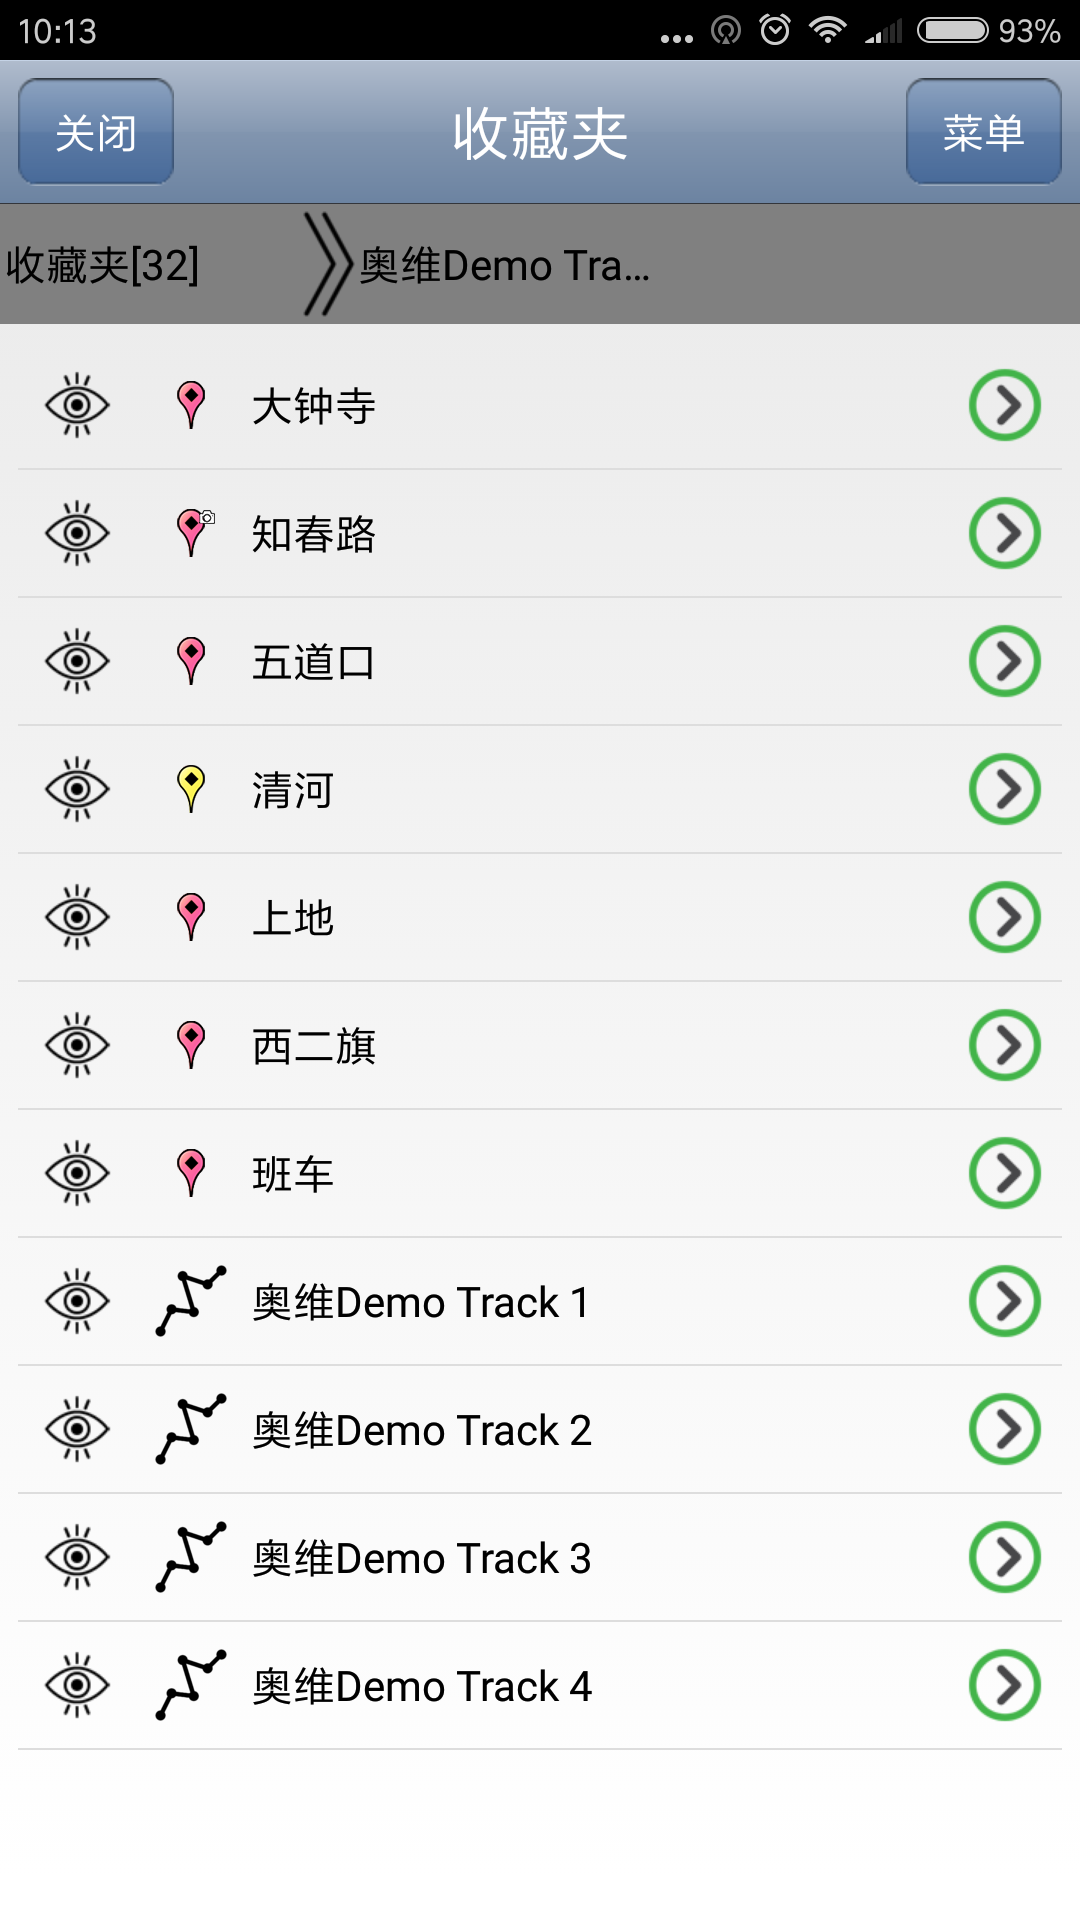 10:13 93%
关闭 收藏夹 菜单
收藏夹[32] 奥维Demo Tra...
大钟寺
知春路
五道口
清河
上地
西二旗
班车
奥维Demo Track 1
奥维Demo Track 2
奥维Demo Track 3
奥维Demo Track 4